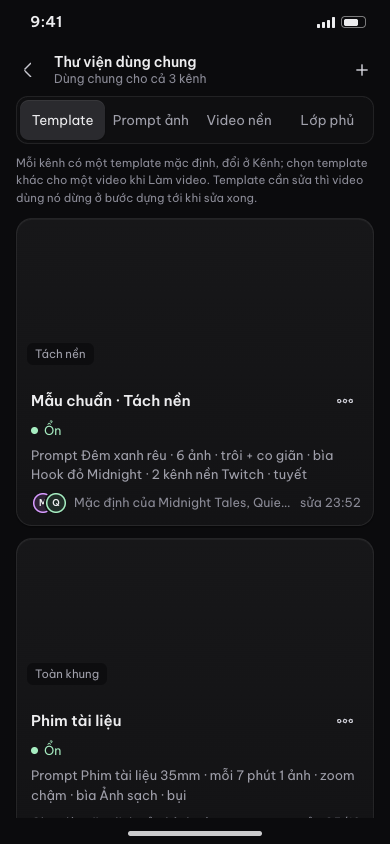 9:41
Thư viện dùng chung
Dùng chung cho cả 3 kênh
Template Prompt ảnh Video nền Lớp phủ
Mỗi kênh có một template mặc định, đổi ở Kênh; chọn template
khác cho một video khi Làm video. Template cần sửa thì video
dùng nó dừng ở bước dựng tới khi sửa xong.
Tách nền
Mẫu chuẩn · Tách nền
Ổn
Prompt Đêm xanh rêu · 6 ảnh · trôi + co giãn · bìa
Hook đỏ Midnight · 2 kênh nền Twitch · tuyết
Q Mặc định của Midnight Tales, Quie... sửa 23:52
Toàn khung
Phim tài liệu
Ổn
Prompt Phim tài liệu 35mm · mỗi 7 phút 1 ảnh · zoom
chậm · bìa Ảnh sạch · bụi